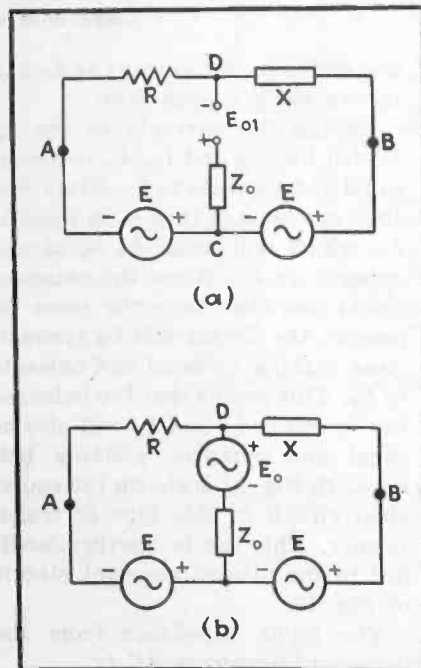 D
R
X
-
E01
+
A
B
Z0
E
E
-
+
-
+
C
(a)
D
R
X
+
E0
-
A
B
Z0
E
E
-
+
-
+
(b)